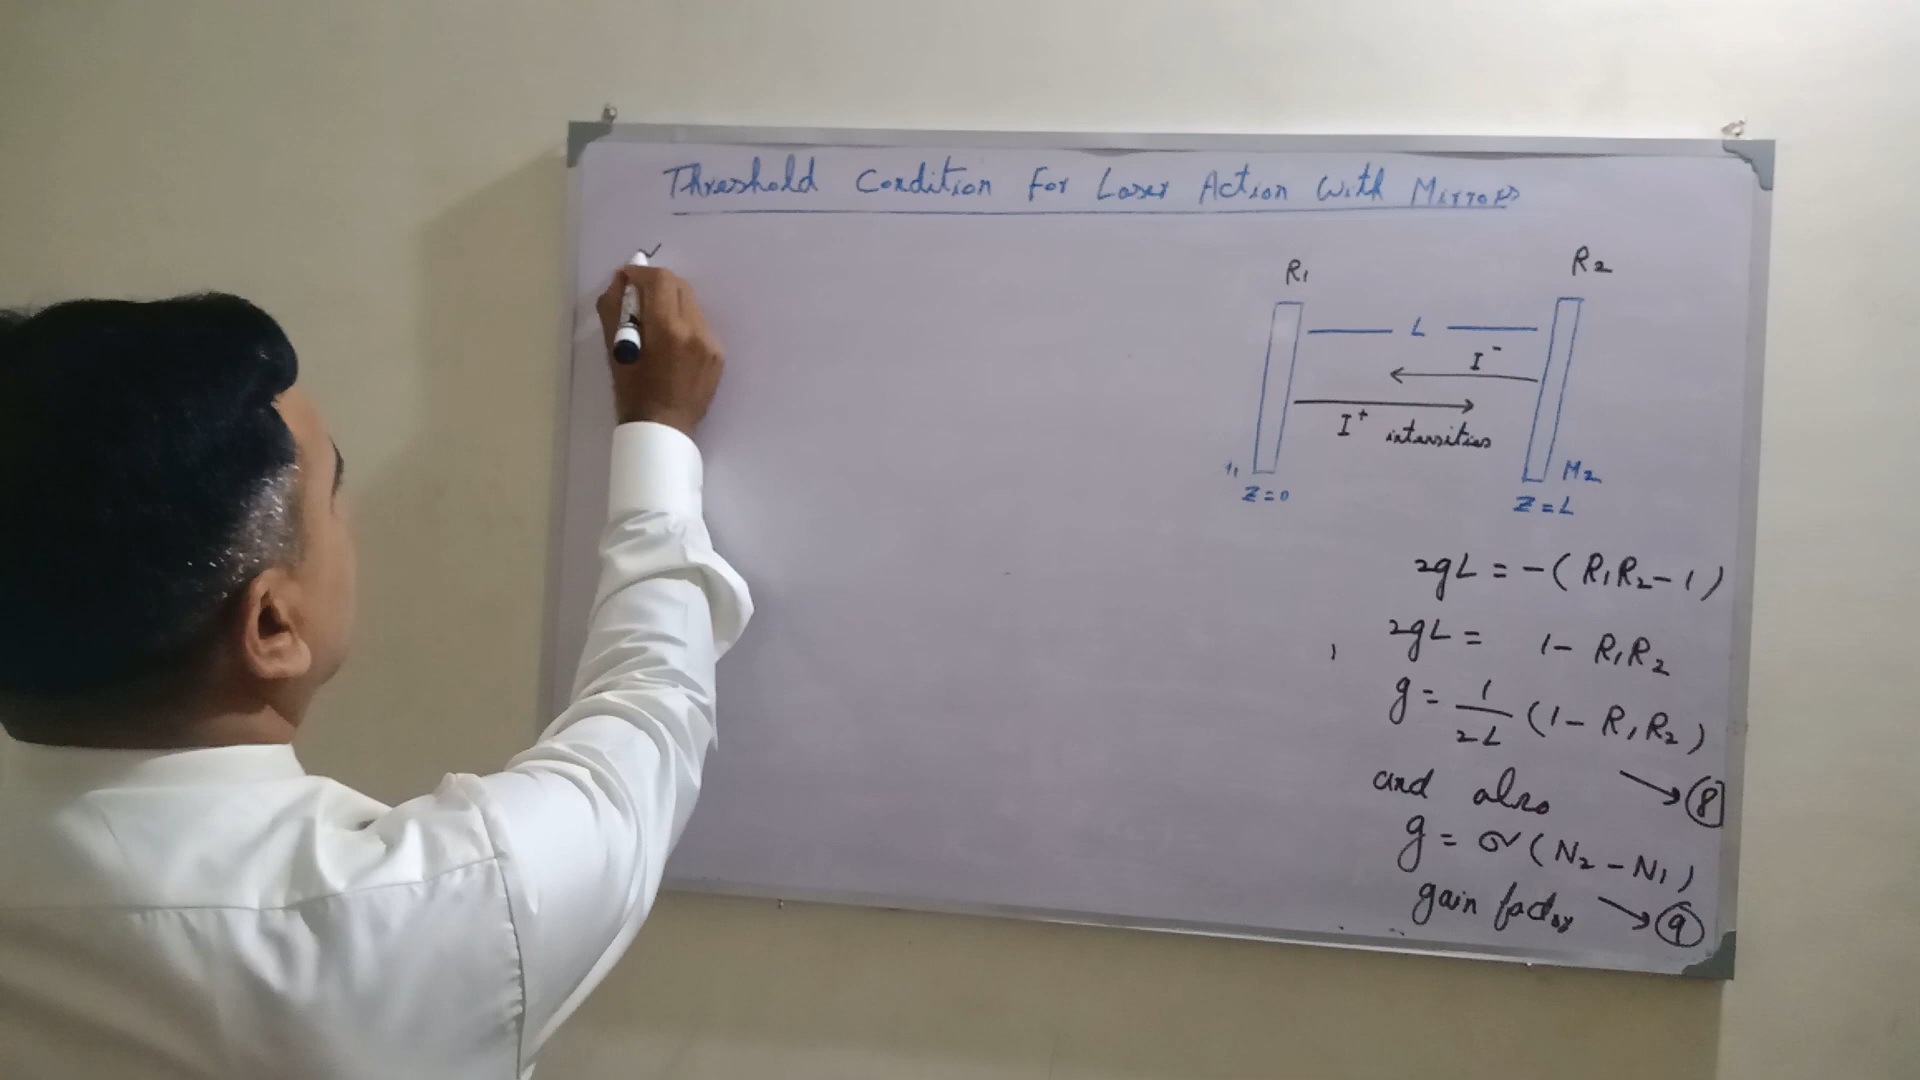 Threshold Condition For Laser Action With Mirrors
R₁
R₂
L
I⁻
I⁺ intensities
M₂
Z=0
Z=L
2gL = -(R₁R₂-1)
2gL = 1- R₁R₂
g= 1/2L (1- R₁R₂)
→ 8
and also
g= σ(N₂-N₁)
gain factor → 9